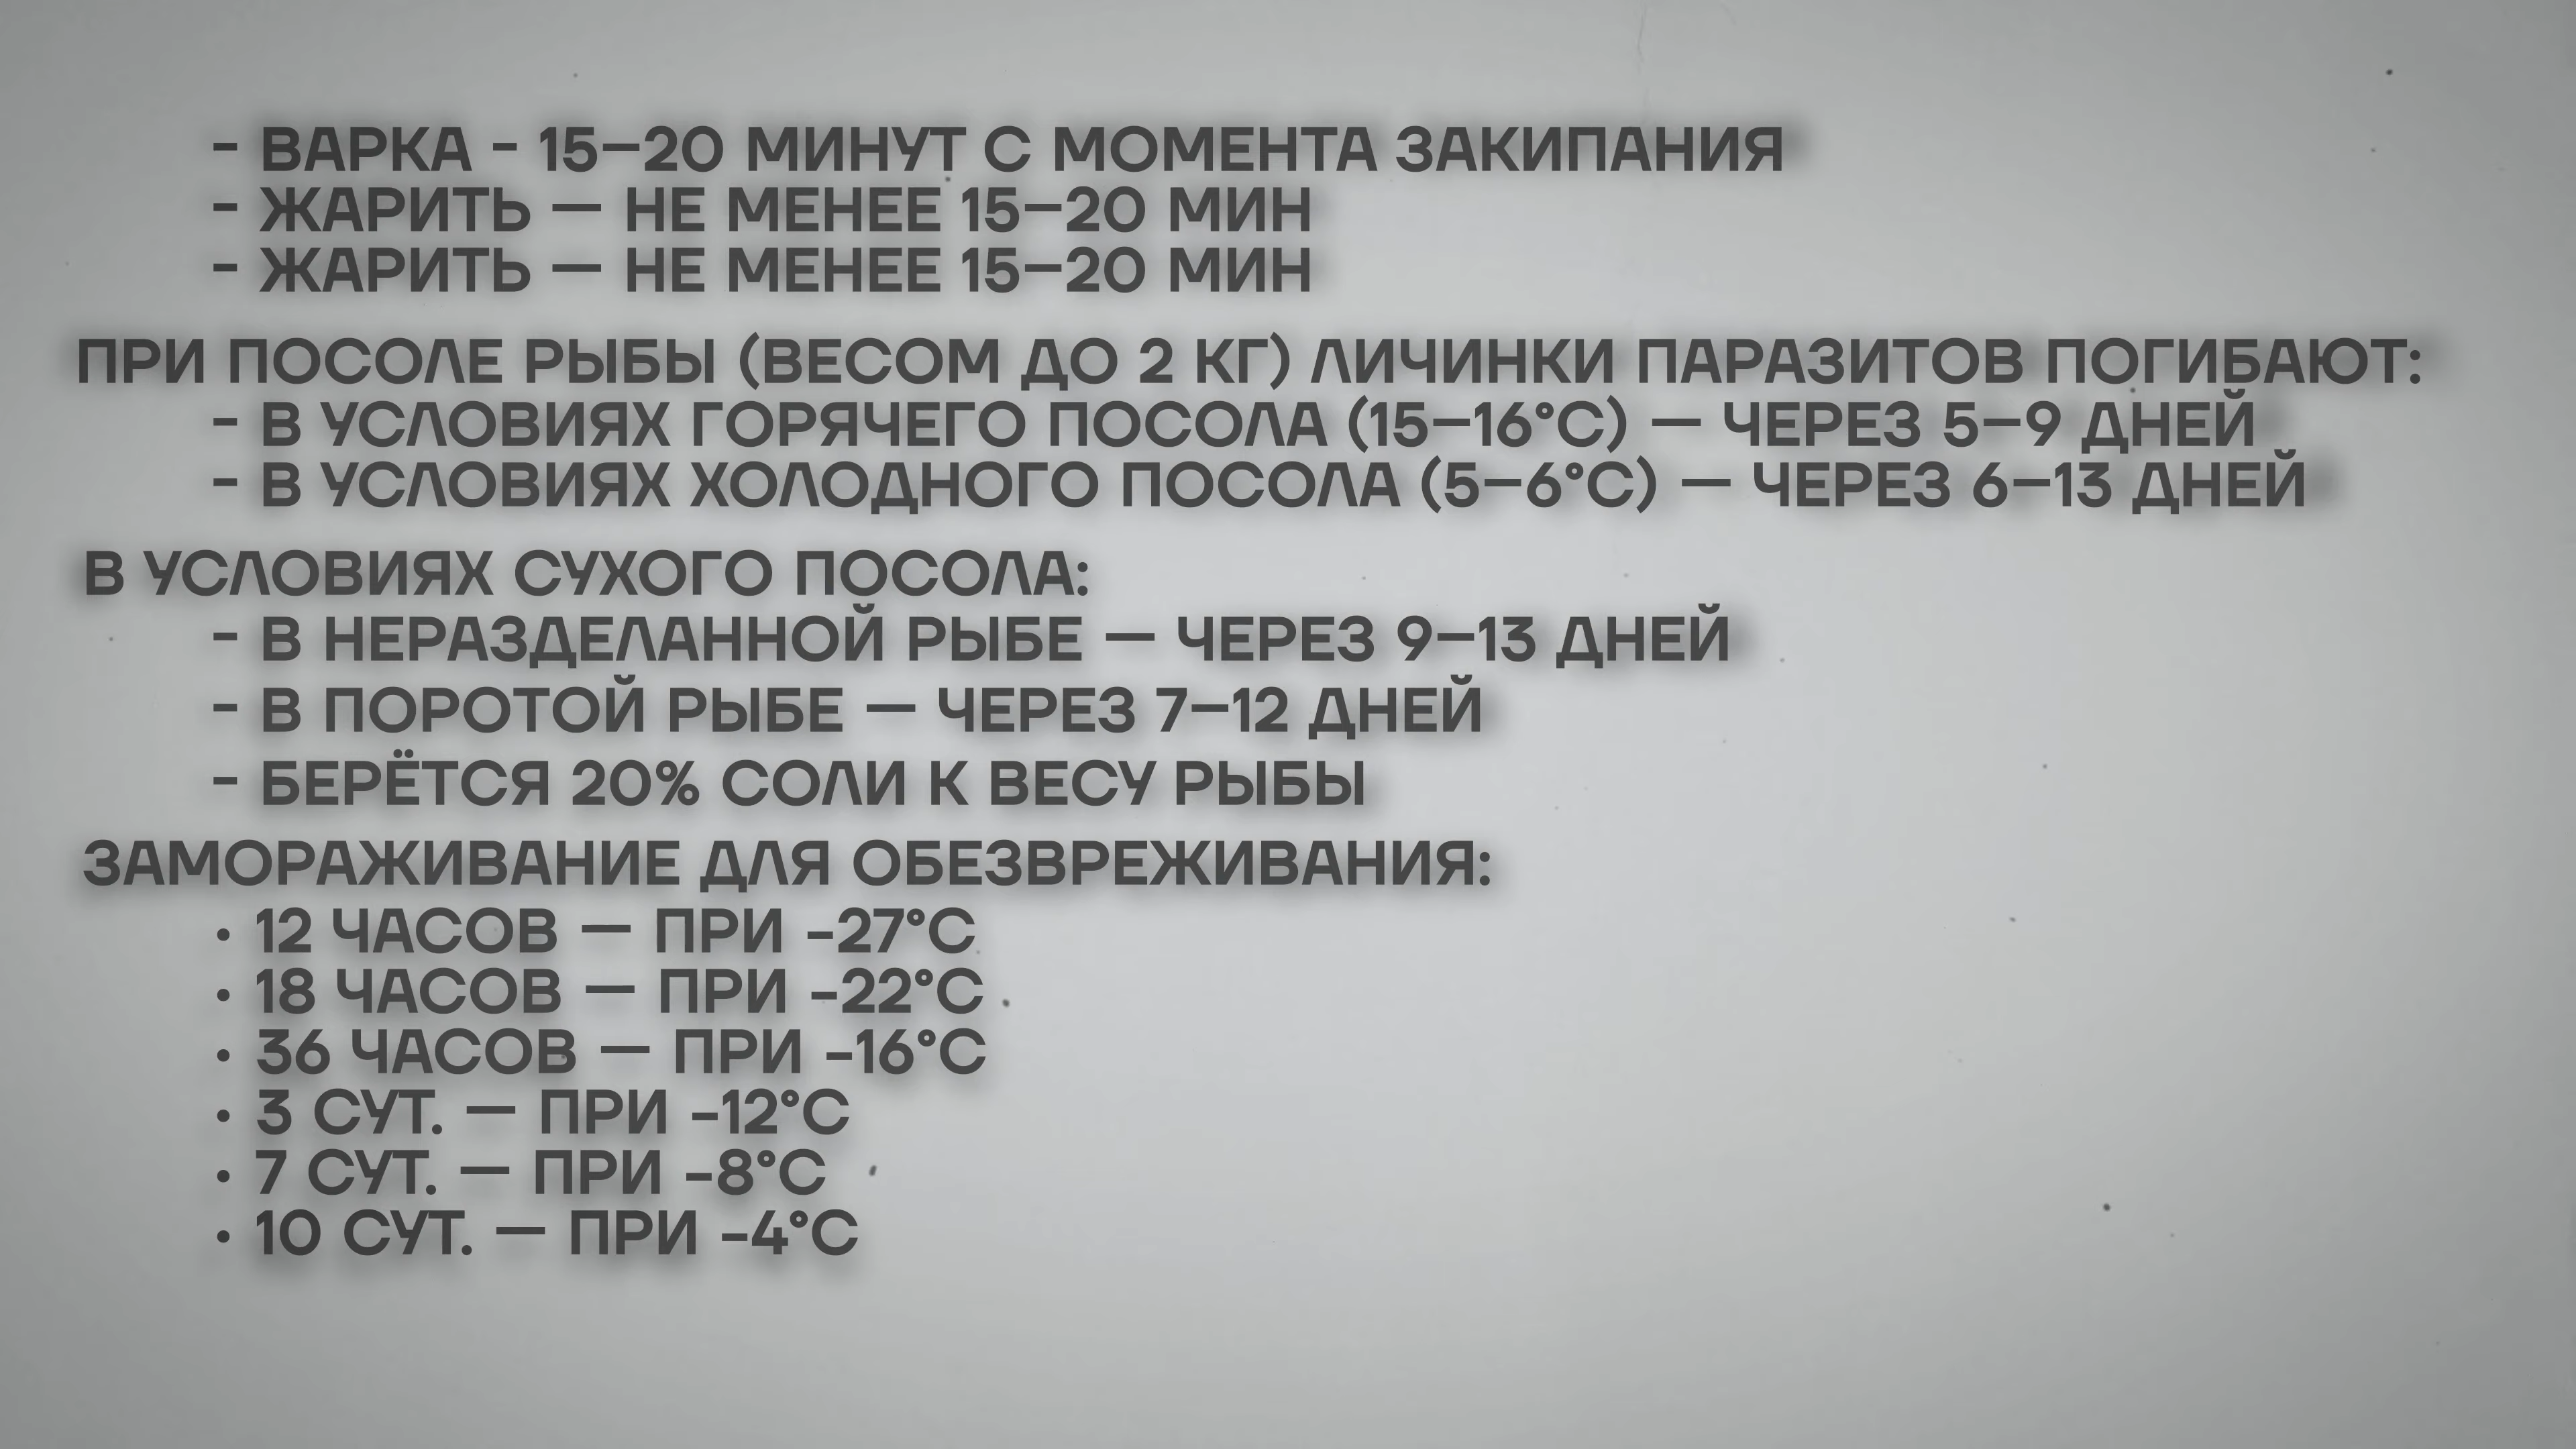 - ВАРКА - 15–20 МИНУТ С МОМЕНТА ЗАКИПАНИЯ
- ЖАРИТЬ — НЕ МЕНЕЕ 15–20 МИН
- ЖАРИТЬ — НЕ МЕНЕЕ 15–20 МИН
ПРИ ПОСОЛЕ РЫБЫ (ВЕСОМ ДО 2 КГ) ЛИЧИНКИ ПАРАЗИТОВ ПОГИБАЮТ:
- В УСЛОВИЯХ ГОРЯЧЕГО ПОСОЛА (15–16°С) — ЧЕРЕЗ 5–9 ДНЕЙ
- В УСЛОВИЯХ ХОЛОДНОГО ПОСОЛА (5–6°С) — ЧЕРЕЗ 6–13 ДНЕЙ
В УСЛОВИЯХ СУХОГО ПОСОЛА:
- В НЕРАЗДЕЛАННОЙ РЫБЕ — ЧЕРЕЗ 9–13 ДНЕЙ
- В ПОРОТОЙ РЫБЕ — ЧЕРЕЗ 7–12 ДНЕЙ
- БЕРЁТСЯ 20% СОЛИ К ВЕСУ РЫБЫ
ЗАМОРАЖИВАНИЕ ДЛЯ ОБЕЗВРЕЖИВАНИЯ:
• 12 ЧАСОВ — ПРИ -27°С
• 18 ЧАСОВ — ПРИ -22°С
• 36 ЧАСОВ — ПРИ -16°С
• 3 СУТ. — ПРИ -12°С
• 7 СУТ. — ПРИ -8°С
• 10 СУТ. — ПРИ -4°С